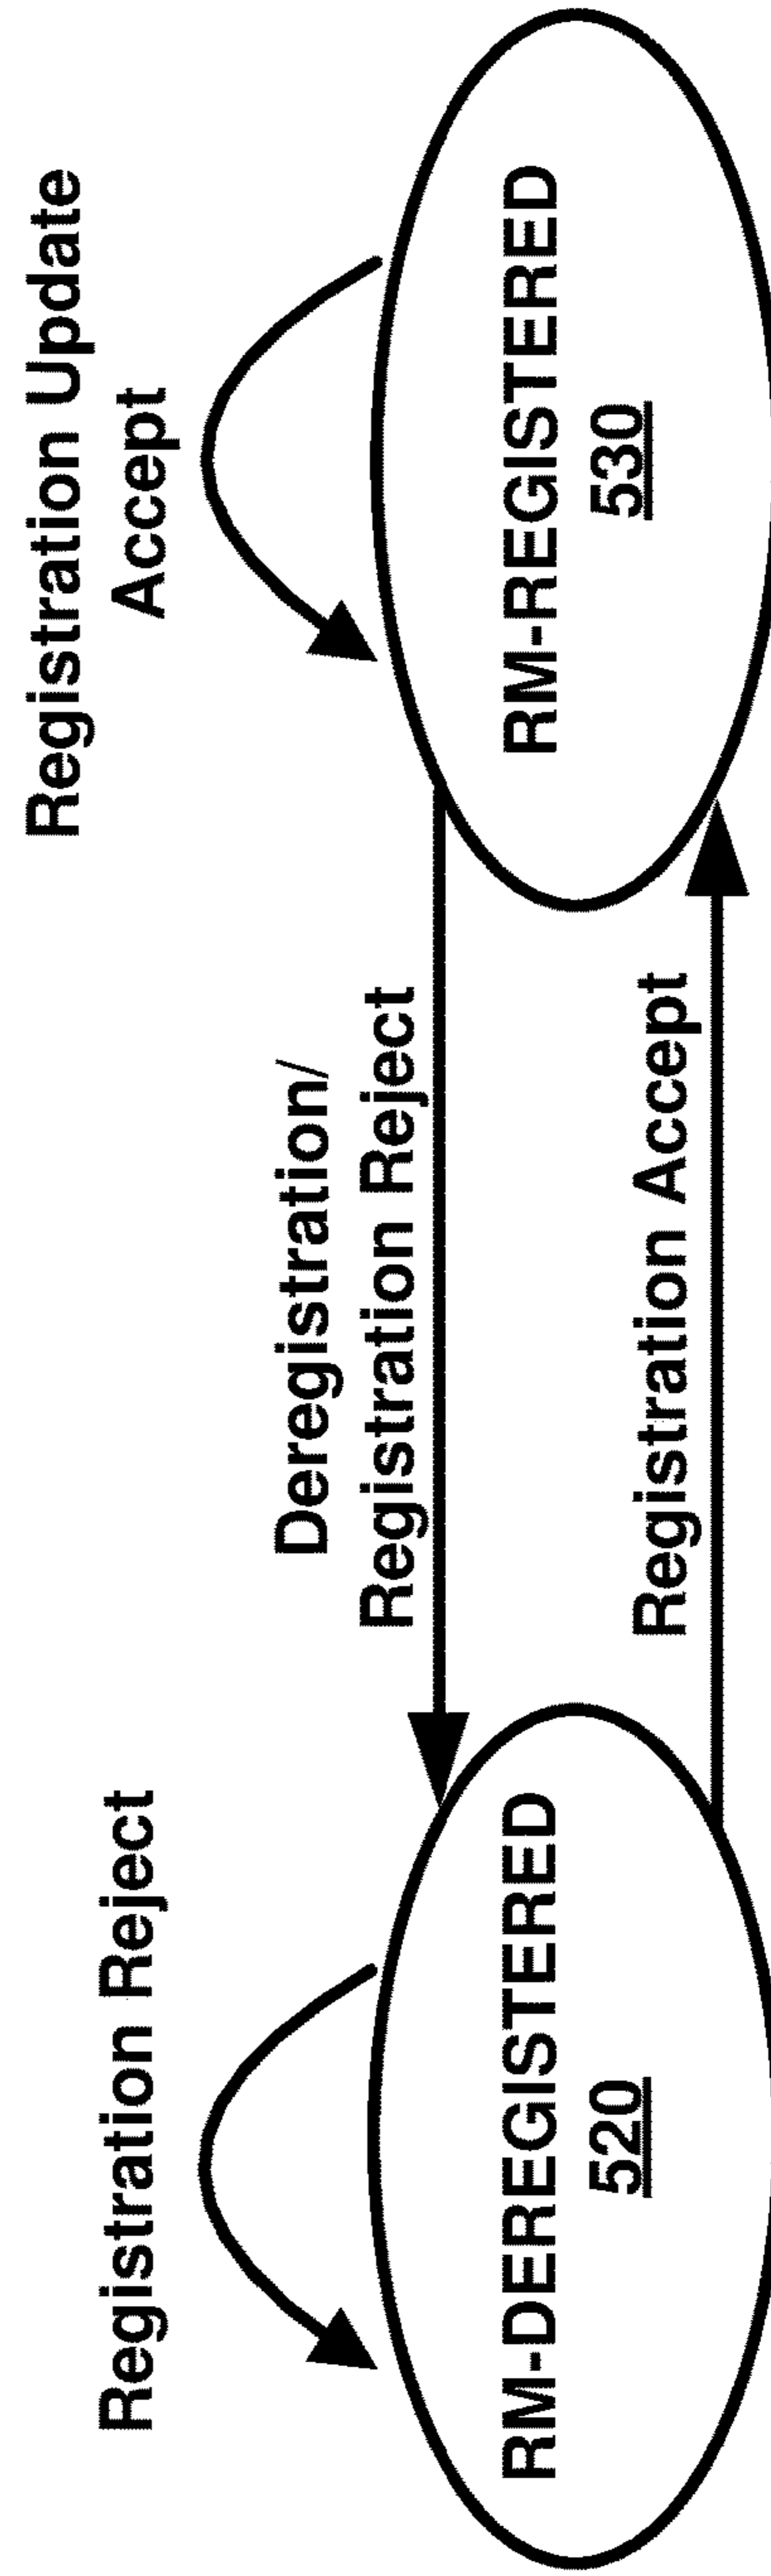 Registration Reject
Registration Update
Accept
Deregistration/
Registration Reject
RM-DEREGISTERED
520
RM-REGISTERED
530
Registration Accept